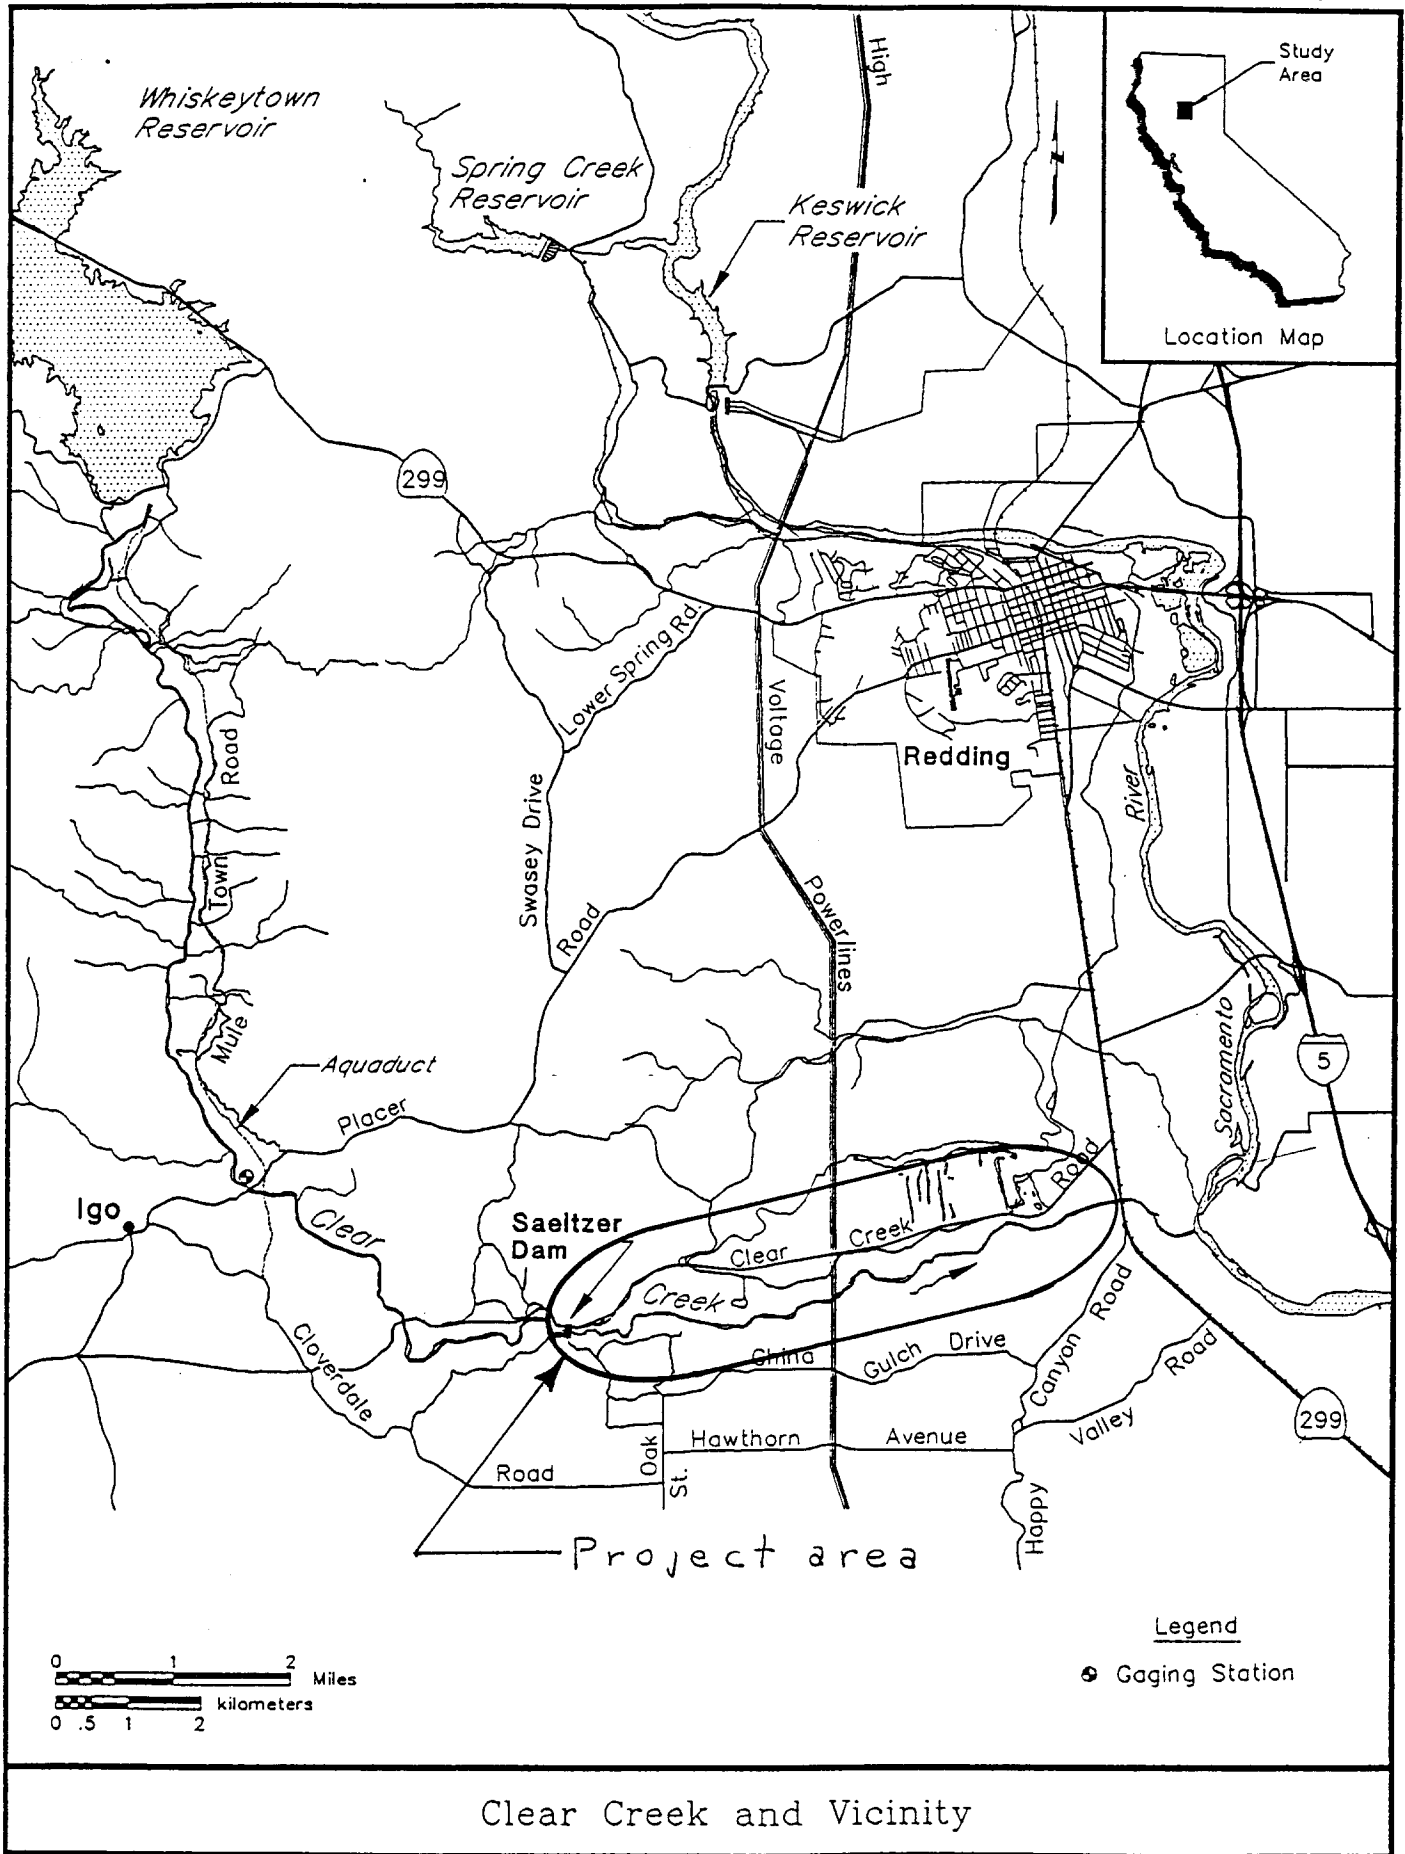 Whiskeytown
Reservoir
Spring Creek
Reservoir
Keswick
Reservoir
High
Study
Area
Location Map
299
Lower Spring Rd.
Voltage
Road
Redding
River
Swasey Drive
Town
Road
Power lines
Mule
Sacramento
5
Aquaduct
Placer
Road
Igo
Clear
Saeltzer
Dam
Clear
Creek
Creek
Road
Cloverdale
China
Gulch
Drive
Canyon
Road
Valley
Road
299
Oak
St.
Hawthorn
Avenue
Road
Happy
Project area
Legend
Gaging Station
0 1 2
Miles
kilometers
0 .5 1 2
Clear Creek and Vicinity